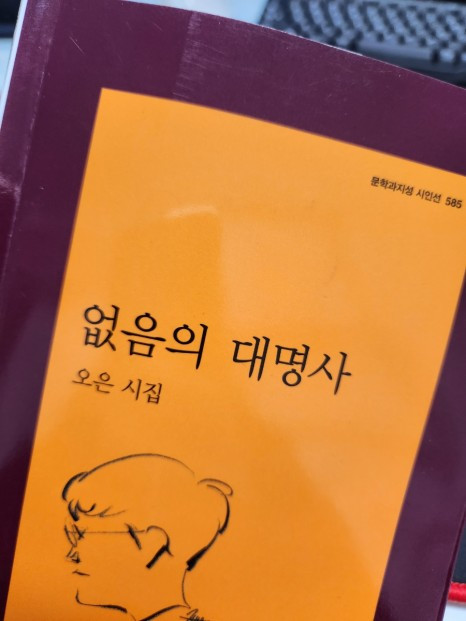 문학과지성 시인선 585
없음의 대명사
오은 시집